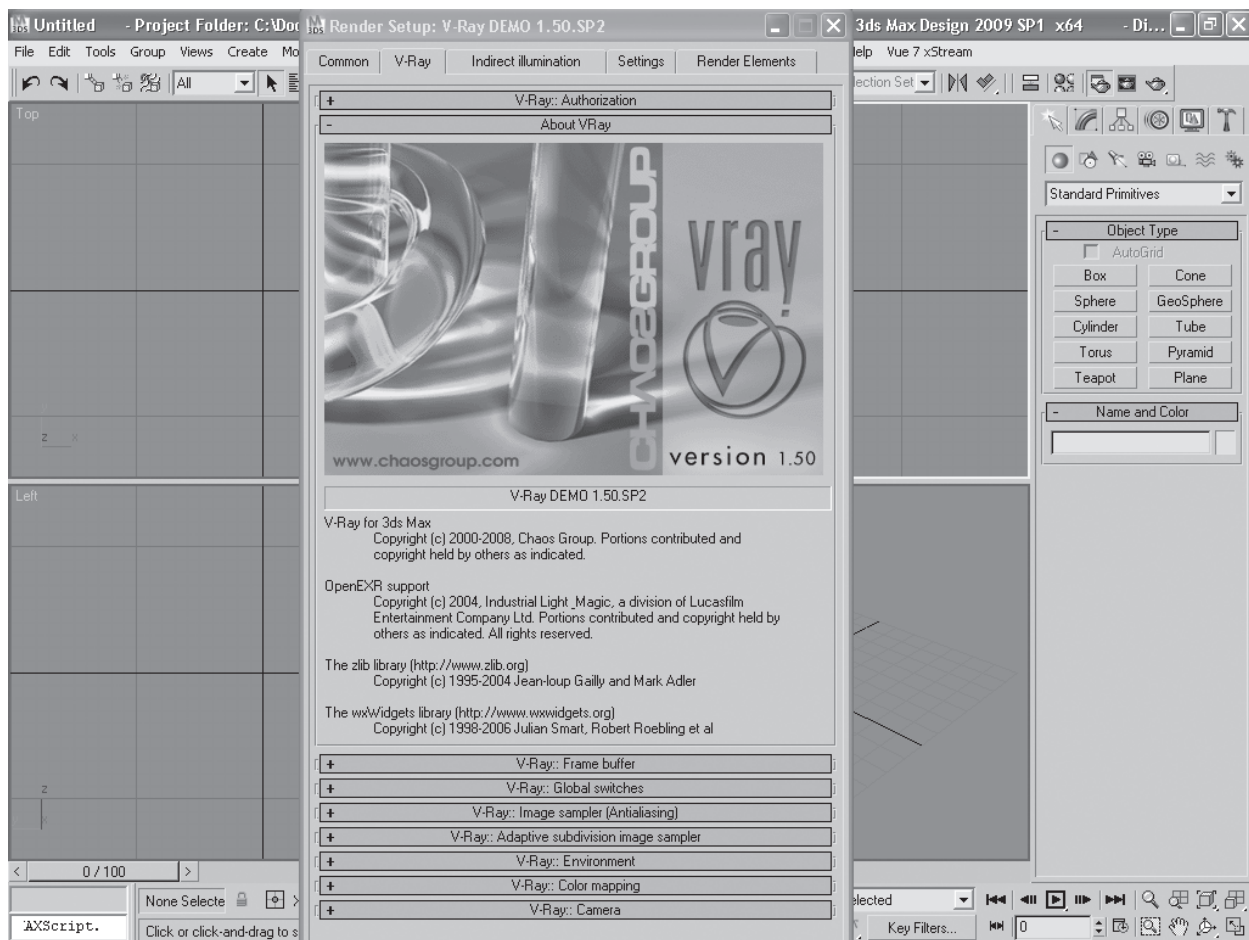 Untitled - Project Folder: C:\Doc
Render Setup: V-Ray DEMO 1.50.SP2
3ds Max Design 2009 SP1 x64 - Di...
File Edit Tools Group Views Create Mo
elp Vue 7 xStream
Common V-Ray Indirect illumination Settings Render Elements
All
lection Set
+ V-Ray:: Authorization
- About VRay
Top
CHAOSGROUP
vray
www.chaosgroup.com
version 1.50
V-Ray DEMO 1.50.SP2
V-Ray for 3ds Max
Copyright (c) 2000-2008, Chaos Group. Portions contributed and
copyright held by others as indicated.
OpenEXR support
Copyright (c) 2004, Industrial Light _Magic, a division of Lucasfilm
Entertainment Company Ltd. Portions contributed and copyright held by
others as indicated. All rights reserved.
The zlib library (http://www.zlib.org)
Copyright (c) 1995-2004 Jean-loup Gailly and Mark Adler
The wxWidgets library (http://www.wxwidgets.org)
Copyright (c) 1998-2006 Julian Smart, Robert Roebling et al
+ V-Ray:: Frame buffer
+ V-Ray:: Global switches
+ V-Ray:: Image sampler (Antialiasing)
+ V-Ray:: Adaptive subdivision image sampler
+ V-Ray:: Environment
+ V-Ray:: Color mapping
+ V-Ray:: Camera
Standard Primitives
- Object Type
AutoGrid
Box Cone
Sphere GeoSphere
Cylinder Tube
Torus Pyramid
Teapot Plane
- Name and Color
z x
Left
z
x
< 0 / 100 >
None Selecte X
AXScript.
Click or click-and-drag to s
elected
Key Filters...
0